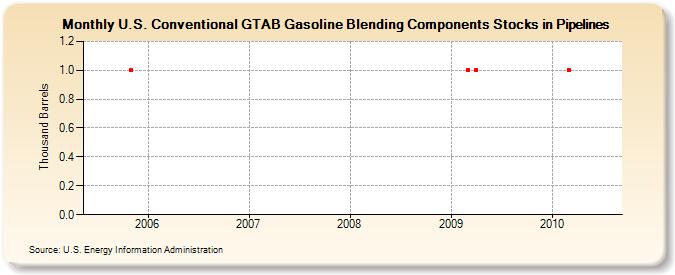 Monthly U.S. Conventional GTAB Gasoline Blending Components Stocks in Pipelines
Thousand Barrels
1.2
1.0
0.8
0.6
0.4
0.2
0.0
2006 2007 2008 2009 2010
Source: U.S. Energy Information Administration